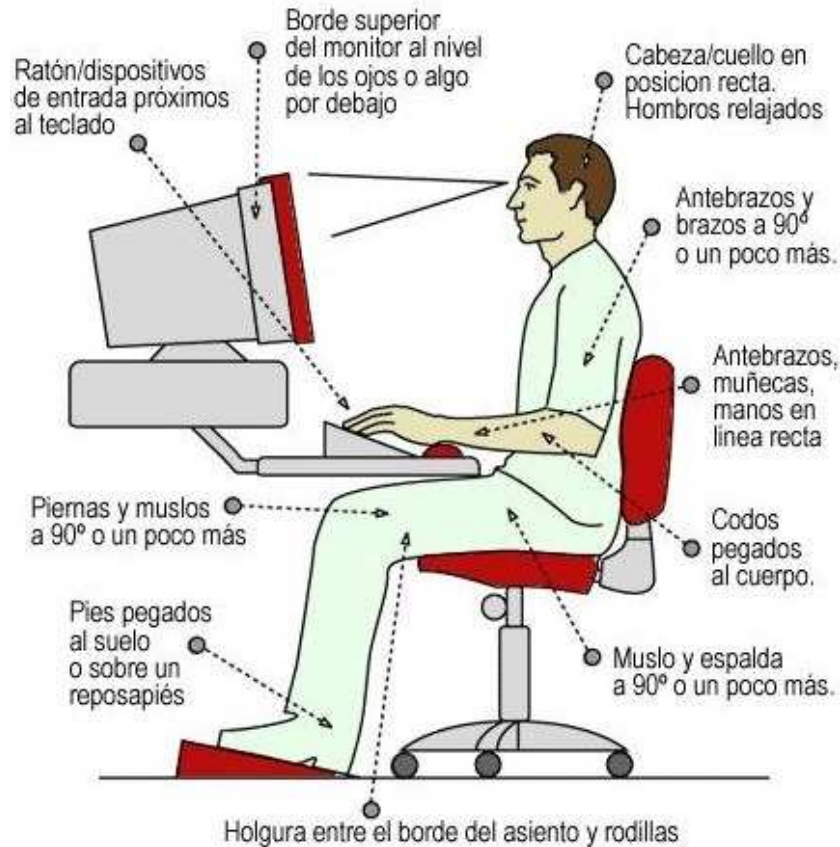 Borde superior
del monitor al nivel
de los ojos o algo
por debajo
Ratón/dispositivos
de entrada próximos
al teclado
Cabeza/cuello en
posicion recta.
Hombros relajados
Antebrazos y
brazos a 90º
o un poco más.
Antebrazos,
muñecas,
manos en
linea recta
Codos
pegados
al cuerpo.
Piernas y muslos
a 90º o un poco más
Pies pegados
al suelo
o sobre un
reposapiés
Muslo y espalda
a 90º o un poco más.
Holgura entre el borde del asiento y rodillas